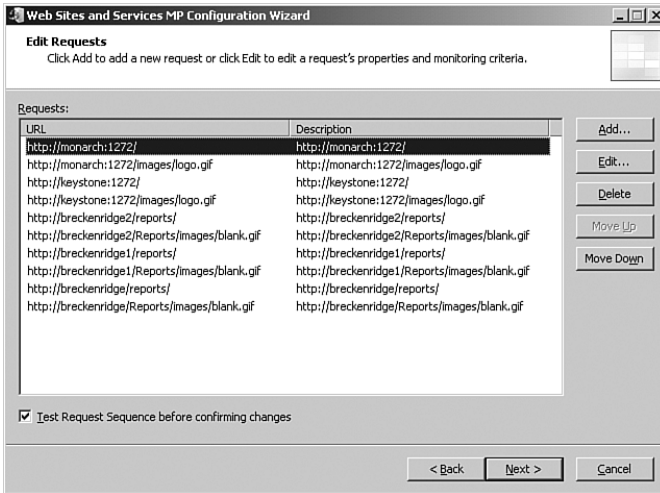 Web Sites and Services MP Configuration Wizard
Edit Requests
Click Add to add a new request or click Edit to edit a request's properties and monitoring criteria.
Requests:
URL Description
http://monarch:1272/ http://monarch:1272/
http://monarch:1272/images/logo.gif http://monarch:1272/images/logo.gif
http://keystone:1272/ http://keystone:1272/
http://keystone:1272/images/logo.gif http://keystone:1272/images/logo.gif
http://breckenridge2/reports/ http://breckenridge2/reports/
http://breckenridge2/Reports/images/blank.gif http://breckenridge2/Reports/images/blank.gif
http://breckenridge1/reports/ http://breckenridge1/reports/
http://breckenridge1/Reports/images/blank.gif http://breckenridge1/Reports/images/blank.gif
http://breckenridge/reports/ http://breckenridge/reports/
http://breckenridge/Reports/images/blank.gif http://breckenridge/Reports/images/blank.gif
Add...
Edit...
Delete
Move Up
Move Down
Test Request Sequence before confirming changes
< Back Next > Cancel